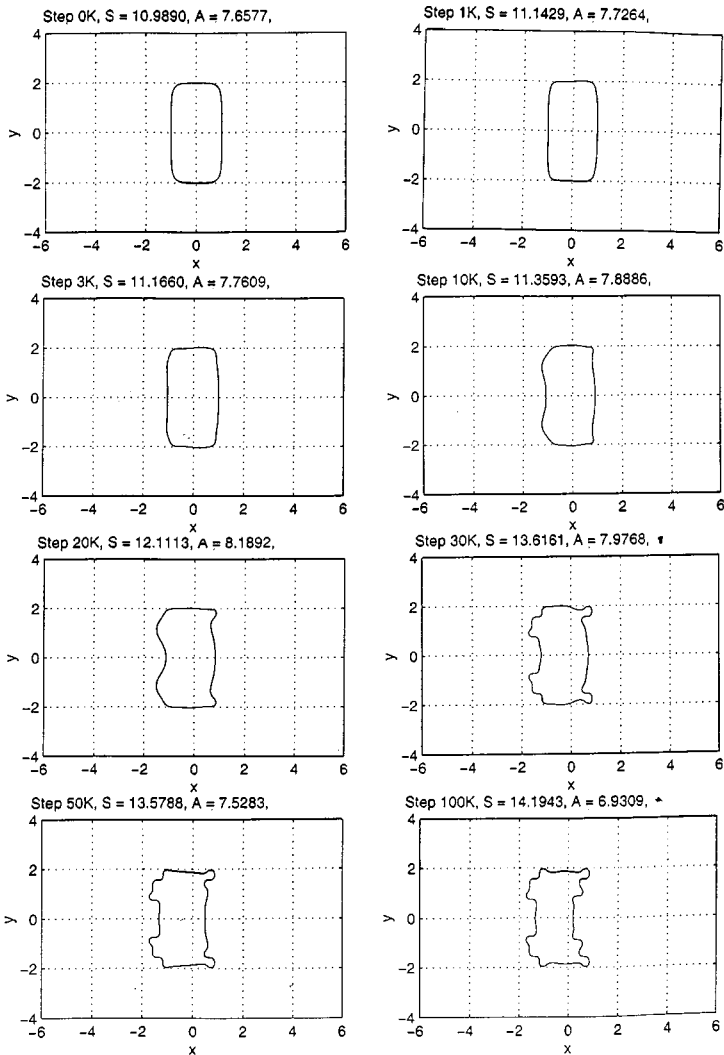 Step 0K, S = 10.9890, A = 7.6577,
4
2
0
−2
−4
y
−6 −4 −2 0 2 4 6
x
Step 1K, S = 11.1429, A = 7.7264,
4
2
0
−2
−4
y
−6 −4 −2 0 2 4 6
x
Step 3K, S = 11.1660, A = 7.7609,
4
2
0
−2
−4
y
−6 −4 −2 0 2 4 6
x
Step 10K, S = 11.3593, A = 7.8886,
4
2
0
−2
−4
y
−6 −4 −2 0 2 4 6
x
Step 20K, S = 12.1113, A = 8.1892,
4
2
0
−2
−4
y
−6 −4 −2 0 2 4 6
x
Step 30K, S = 13.6161, A = 7.9768,
4
2
0
−2
−4
y
−6 −4 −2 0 2 4 6
x
Step 50K, S = 13.5788, A = 7.5283,
4
2
0
−2
−4
y
−6 −4 −2 0 2 4 6
x
Step 100K, S = 14.1943, A = 6.9309,
4
2
0
−2
−4
y
−6 −4 −2 0 2 4 6
x